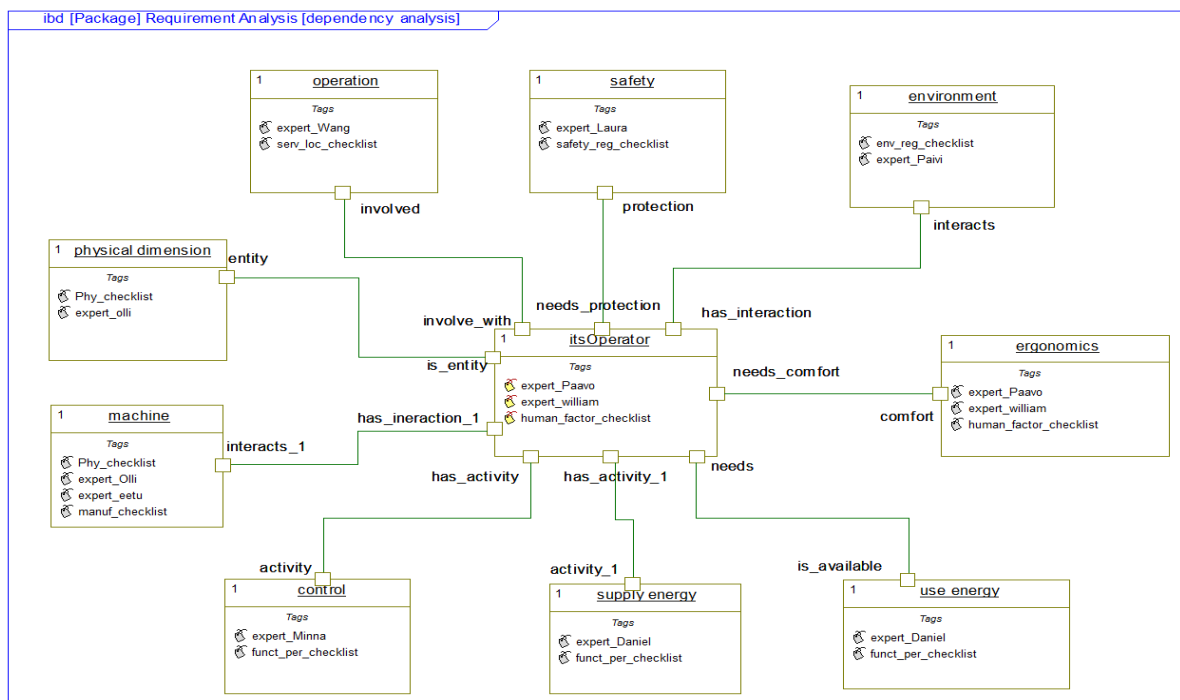 ibd [Package] Requirement Analysis [dependency analysis]
1 operation
Tags
expert_Wang
serv_loc_checklist
involved
1 safety
Tags
expert_Laura
safety_reg_checklist
protection
1 environment
Tags
env_reg_checklist
expert_Paivi
interacts
1 physical dimension
Tags
Phy_checklist
expert_olli
entity
involve_with
needs_protection
has_interaction
is_entity
1 itsOperator
Tags
expert_Paavo
expert_william
human_factor_checklist
needs_comfort
comfort
1 ergonomics
Tags
expert_Paavo
expert_william
human_factor_checklist
1 machine
Tags
Phy_checklist
expert_Olli
expert_eetu
manuf_checklist
interacts_1
has_ineraction_1
has_activity
has_activity_1
needs
activity
1 control
Tags
expert_Minna
funct_per_checklist
activity_1
1 supply energy
Tags
expert_Daniel
funct_per_checklist
is_available
1 use energy
Tags
expert_Daniel
funct_per_checklist